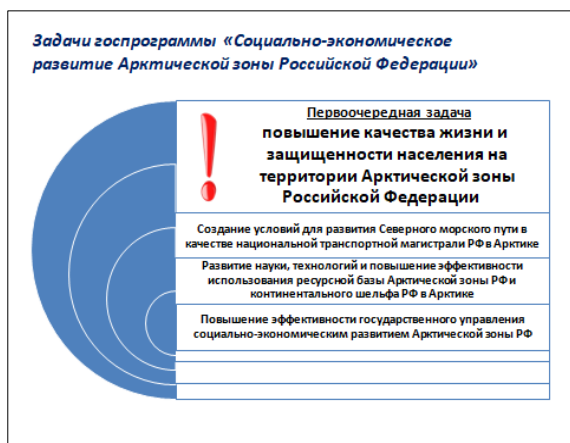 Задачи госпрограммы «Социально-экономическое
развитие Арктической зоны Российской Федерации»
Первоочередная задача
повышение качества жизни и
защищенности населения на
территории Арктической зоны
Российской Федерации
Создание условий для развития Северного морского пути в
качестве национальной транспортной магистрали РФ в Арктике
Развитие науки, технологий и повышение эффективности
использования ресурсной базы Арктической зоны РФ и
континентального шельфа РФ в Арктике
Повышение эффективности государственного управления
социально-экономическим развитием Арктической зоны РФ